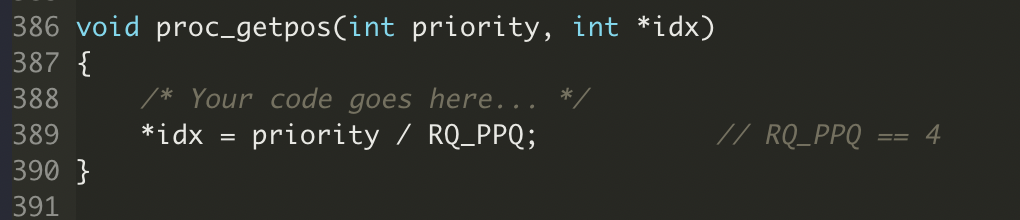 386 void proc_getpos(int priority, int *idx)
387 {
388     /* Your code goes here... */
389     *idx = priority / RQ_PPQ;           // RQ_PPQ == 4
390 }
391